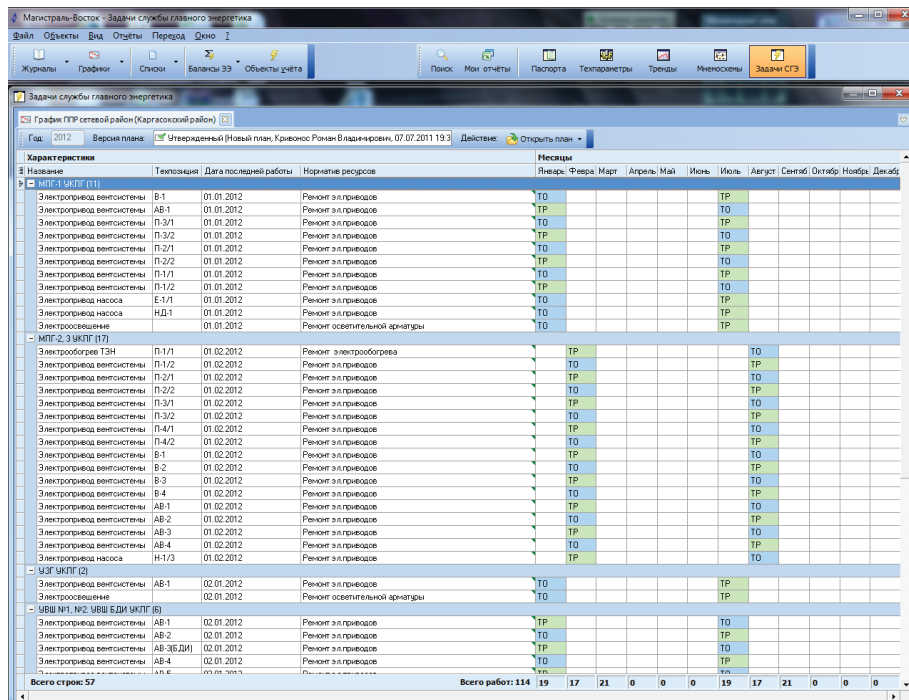 Магистраль-Восток - Задачи службы главного энергетика
Файл Объекты Вид Отчёты Переход Окно ?
Журналы Графики Списки Балансы ЭЭ Объекты учёта Поиск Мои отчёты Паспорта Техпараметры Тренды Мнемосхемы Задачи СГЭ
Задачи службы главного энергетика
График ППР сетевой район (Каргасокский район)
Год: 2012 Версия плана: Утвержденный (Новый план, Кривонос Роман Владимирович, 07.07.2011 19:3 Действие: Открыть план
Характеристики Месяцы
Название Техпозиция Дата последней работы Норматив ресурсов Январь Февра Март Апрель Май Июнь Июль Август Сентяб Октябр Ноябрь Декабр
МПГ-1 УКПГ (11)
Электропривод вентсистемы В-1 01.01.2012 Ремонт эл.приводов ТО ТР
Электропривод вентсистемы АВ-1 01.01.2012 Ремонт эл.приводов ТР ТО
Электропривод вентсистемы П-3/1 01.01.2012 Ремонт эл.приводов ТО ТР
Электропривод вентсистемы П-3/2 01.01.2012 Ремонт эл.приводов ТР ТО
Электропривод вентсистемы П-2/1 01.01.2012 Ремонт эл.приводов ТО ТР
Электропривод вентсистемы П-2/2 01.01.2012 Ремонт эл.приводов ТР ТО
Электропривод вентсистемы П-1/1 01.01.2012 Ремонт эл.приводов ТО ТР
Электропривод вентсистемы П-1/2 01.01.2012 Ремонт эл.приводов ТР ТО
Электропривод насоса Е-1/1 01.01.2012 Ремонт эл.приводов ТО ТР
Электропривод насоса НД-1 01.01.2012 Ремонт эл.приводов ТО ТР
Электроосвещение 01.01.2012 Ремонт осветительной арматуры ТО ТР
МПГ-2, 3 УКПГ (17)
Электрообогрев ТЭН П-1/1 01.02.2012 Ремонт электрообогрева ТР ТО
Электропривод вентсистемы П-1/2 01.02.2012 Ремонт эл.приводов ТО ТР
Электропривод вентсистемы П-2/1 01.02.2012 Ремонт эл.приводов ТР ТО
Электропривод вентсистемы П-2/2 01.02.2012 Ремонт эл.приводов ТО ТР
Электропривод вентсистемы П-3/1 01.02.2012 Ремонт эл.приводов ТР ТО
Электропривод вентсистемы П-3/2 01.02.2012 Ремонт эл.приводов ТО ТР
Электропривод вентсистемы П-4/1 01.02.2012 Ремонт эл.приводов ТР ТО
Электропривод вентсистемы П-4/2 01.02.2012 Ремонт эл.приводов ТО ТР
Электропривод вентсистемы В-1 01.02.2012 Ремонт эл.приводов ТР ТО
Электропривод вентсистемы В-2 01.02.2012 Ремонт эл.приводов ТО ТР
Электропривод вентсистемы В-3 01.02.2012 Ремонт эл.приводов ТР ТО
Электропривод вентсистемы В-4 01.02.2012 Ремонт эл.приводов ТО ТР
Электропривод вентсистемы АВ-1 01.02.2012 Ремонт эл.приводов ТР ТО
Электропривод вентсистемы АВ-2 01.02.2012 Ремонт эл.приводов ТО ТР
Электропривод вентсистемы АВ-3 01.02.2012 Ремонт эл.приводов ТР ТО
Электропривод вентсистемы АВ-4 01.02.2012 Ремонт эл.приводов ТО ТР
Электропривод насоса Н-1/3 01.02.2012 Ремонт эл.приводов ТР ТО
УЗГ УКПГ (2)
Электропривод вентсистемы АВ-1 02.01.2012 Ремонт эл.приводов ТО ТР
Электроосвещение 02.01.2012 Ремонт осветительной арматуры ТО ТР
УВШ №1, №2, УВШ БДИ УКПГ (6)
Электропривод вентсистемы АВ-1 02.01.2012 Ремонт эл.приводов ТР ТО
Электропривод вентсистемы АВ-2 02.01.2012 Ремонт эл.приводов ТО ТР
Электропривод вентсистемы АВ-3(БДИ) 02.01.2012 Ремонт эл.приводов ТР ТО
Электропривод вентсистемы АВ-4 02.01.2012 Ремонт эл.приводов ТО ТР
Всего строк: 57 Всего работ: 114 19 17 21 0 0 0 19 17 21 0 0 0